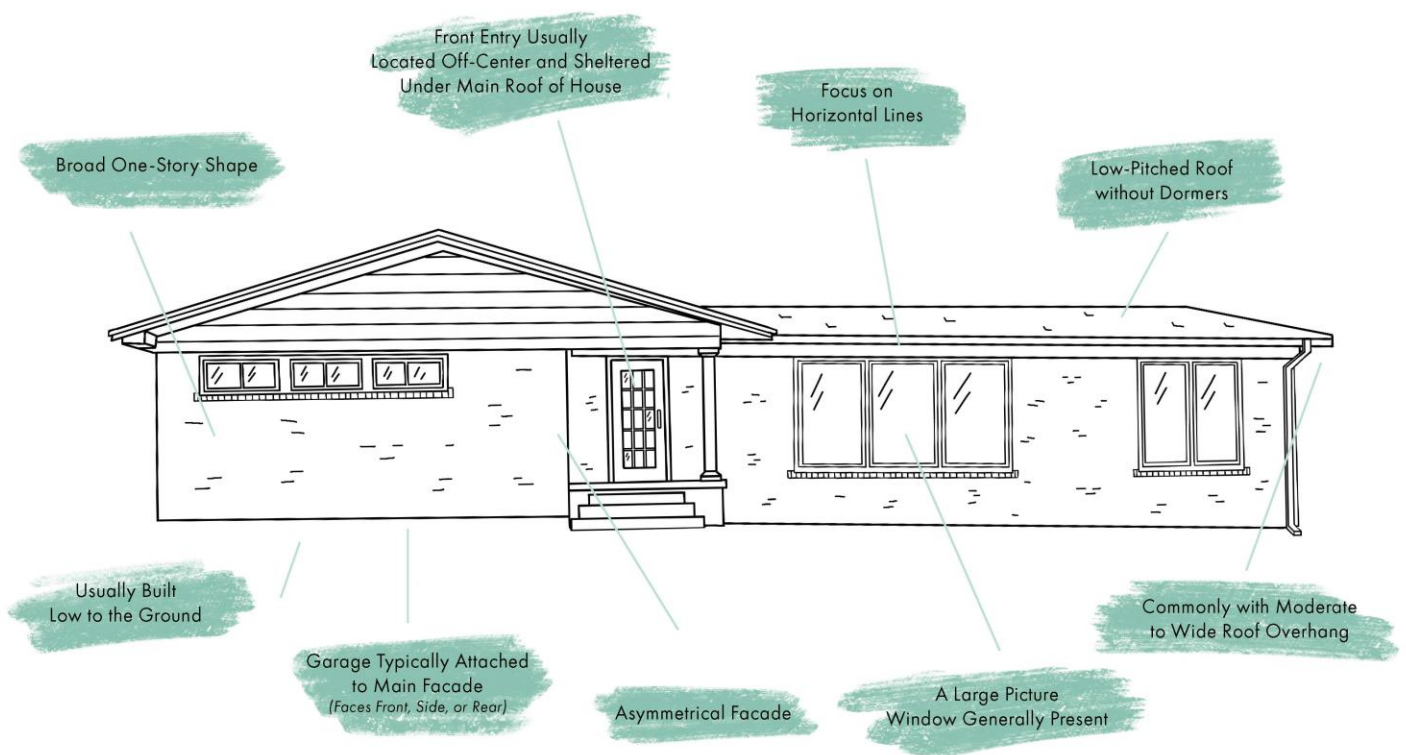 Front Entry Usually
Located Off-Center and Sheltered
Under Main Roof of House
Focus on
Horizontal Lines
Broad One-Story Shape
Low-Pitched Roof
without Dormers
Usually Built
Low to the Ground
Garage Typically Attached
to Main Facade
(Faces Front, Side, or Rear)
Asymmetrical Facade
A Large Picture
Window Generally Present
Commonly with Moderate
to Wide Roof Overhang